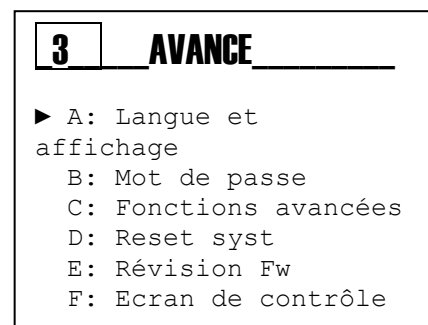 3 AVANCE
► A: Langue et
affichage
B: Mot de passe
C: Fonctions avancées
D: Reset syst
E: Révision Fw
F: Ecran de contrôle